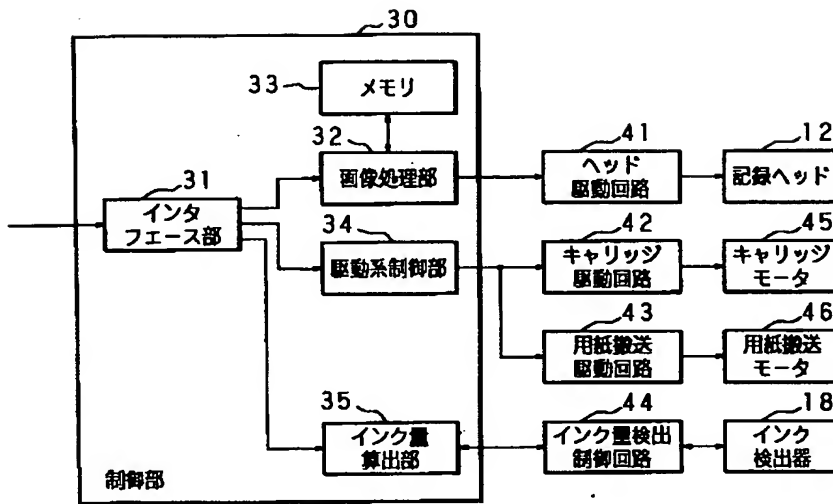 30
33
メモリ
32
41
12
31
画像処理部
ヘッド
駆動回路
記録ヘッド
インタ
フエース部
34
42
45
駆動系制御部
キャリッジ
駆動回路
キャリッジ
モータ
43
46
用紙搬送
駆動回路
用紙搬送
モータ
35
44
18
インク量
算出部
インク量検出
制御回路
インク
検出器
制御部